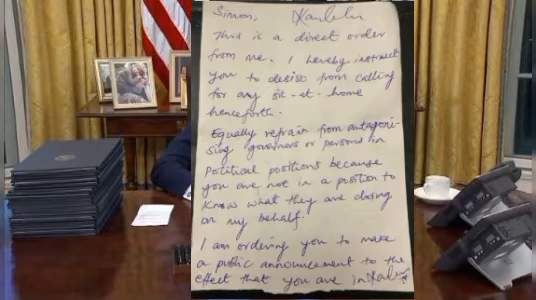 Simon,
This is a direct order
from me. I hereby instruct
you to desist from calling
for any sit-at-home
henceforth.
Equally refrain from antagoni-
sing governors or persons in
political positions because
you are not in a position to
know what they are doing
on my behalf.
I am ordering you to make
a public announcement to the
effect that you are in